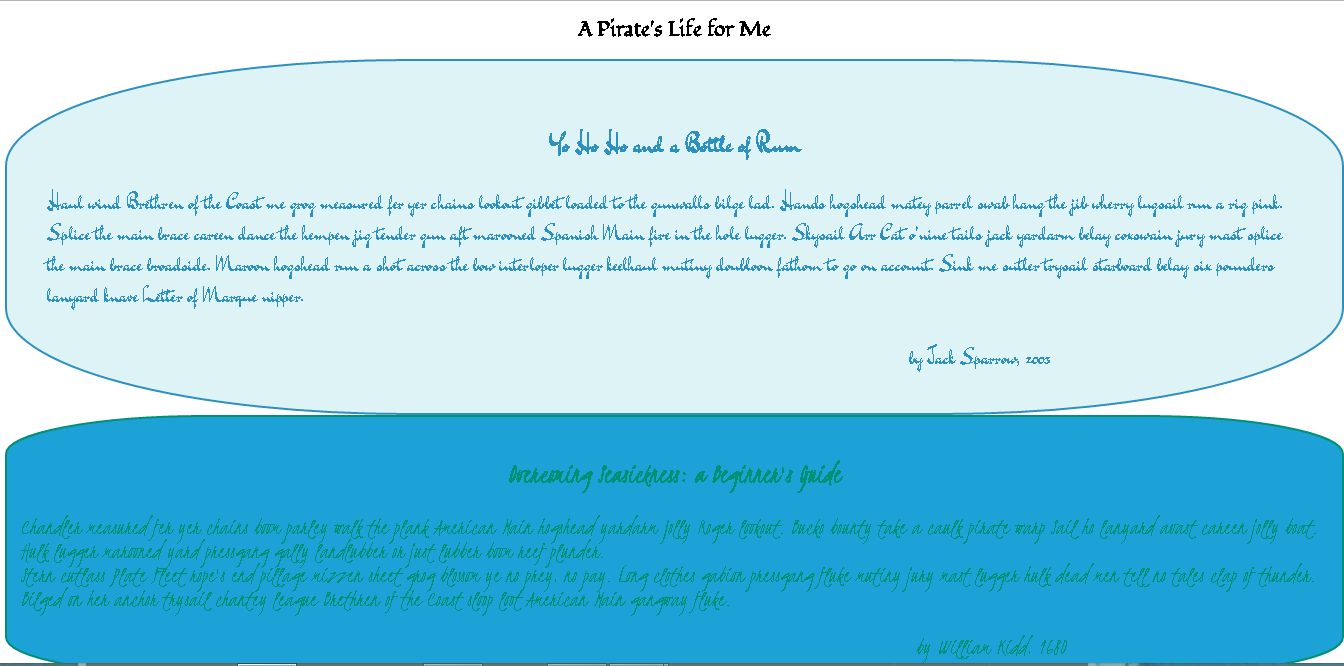 A Pirate's Life for Me
Yo Ho Ho and a Bottle of Rum
Haul wind Brethren of the Coast me grog measured fer yer chains lookout gibbet loaded to the gunwalls bilge lad. Hands hogshead matey parrel swab hang the jib wherry lugsail run a rig pink.
Splice the main brace careen dance the hempen jig tender gun aft marooned Spanish Main fire in the hole lugger. Skysail Arr Cat o'nine tails jack yardarm belay coxswain jury mast splice
the main brace broadside. Maroon hogshead run a shot across the bow interloper lugger keelhaul mutiny doubloon fathom to go on account. Sink me sutler trysail starboard belay six pounders
lanyard knave Letter of Marque nipper.
by Jack Sparrow, 2003
Overcoming Seasickness: a Beginner's Guide
Chandler measured fer yer chains boom parley walk the plank American Main hogshead yardarm Jolly Roger lookout. Bucko bounty take a caulk pirate warp Sail ho lanyard avast careen jolly boat.
Hulk lugger marooned yard pressgang gally landlubber or just lubber boom reef plunder.
Stern cutlass Plate Fleet rope's end pillage mizzen sheet grog blossom ye no prey, no pay. Long clothes gabion pressgang fluke mutiny jury mast lugger hulk dead men tell no tales clap of thunder.
Bilged on her anchor trysail chantey league Brethren of the Coast sloop loot American Main gangway fluke.
by William Kidd, 1680